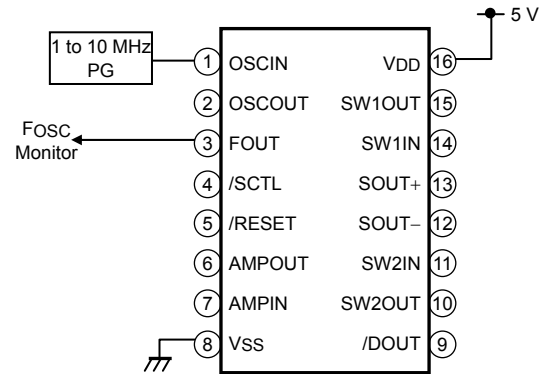 5 V
1 to 10 MHz
PG
1 OSCIN VDD 16
2 OSCOUT SW1OUT 15
FOSC
Monitor
3 FOUT SW1IN 14
4 /SCTL SOUT+ 13
5 /RESET SOUT− 12
6 AMPOUT SW2IN 11
7 AMPIN SW2OUT 10
8 VSS /DOUT 9